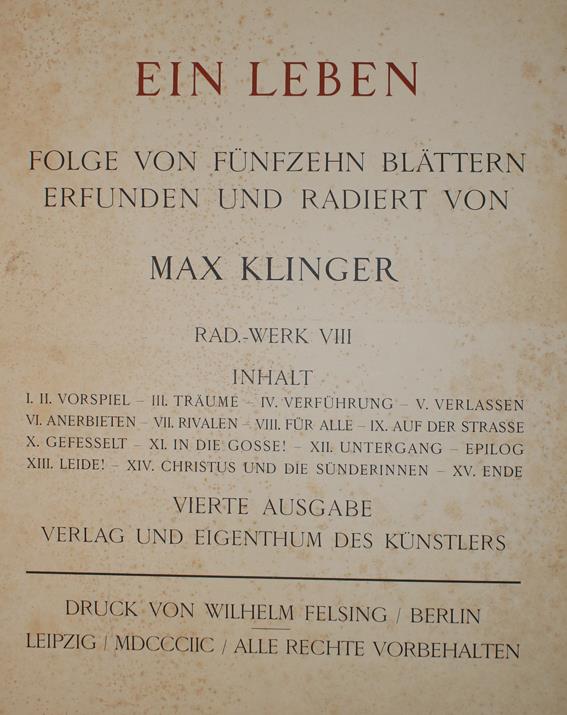 EIN LEBEN
FOLGE VON FÜNFZEHN BLÄTTERN
ERFUNDEN UND RADIERT VON
MAX KLINGER
RAD.-WERK VIII
INHALT
I. II. VORSPIEL – III. TRÄUME – IV. VERFÜHRUNG – V. VERLASSEN
VI. ANERBIETEN – VII. RIVALEN – VIII. FÜR ALLE – IX. AUF DER STRASSE
X. GEFESSELT – XI. IN DIE GOSSE! – XII. UNTERGANG – EPILOG
XIII. LEIDE! – XIV. CHRISTUS UND DIE SÜNDERINNEN – XV. ENDE
VIERTE AUSGABE
VERLAG UND EIGENTHUM DES KÜNSTLERS
DRUCK VON WILHELM FELSING / BERLIN
LEIPZIG / MDCCCIIC / ALLE RECHTE VORBEHALTEN